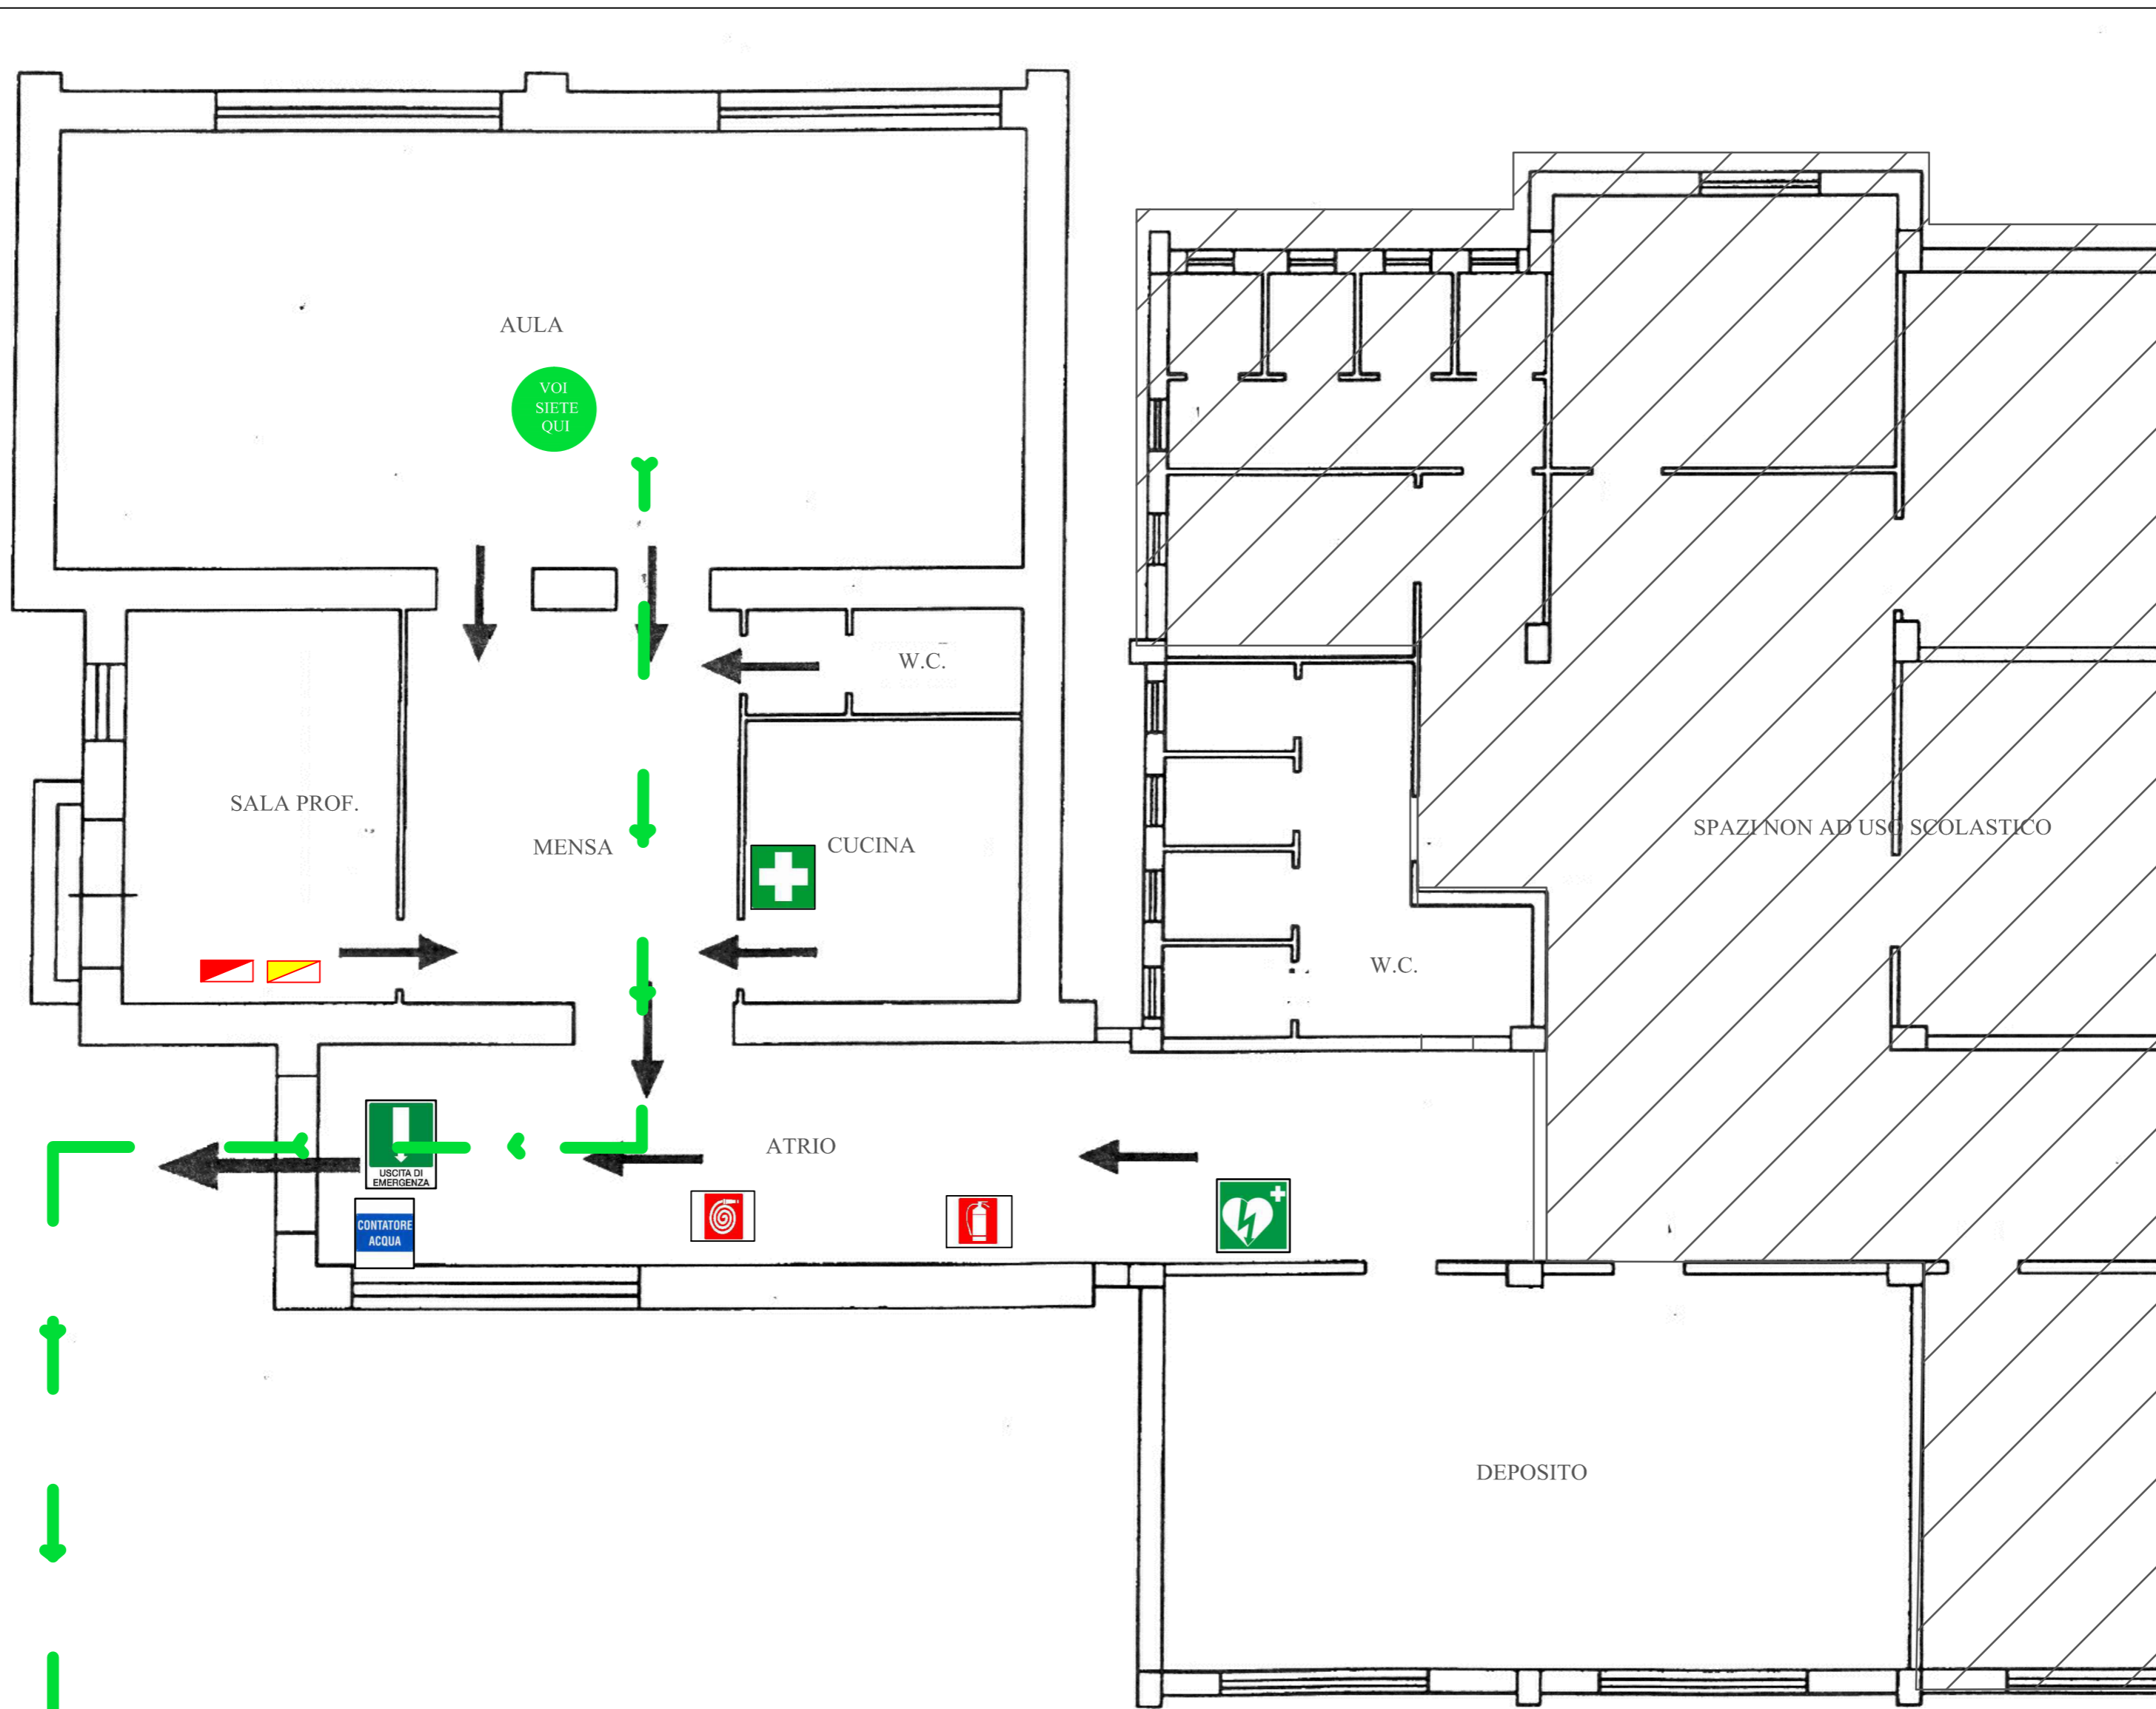 AULA
VOI
SIETE
QUI
W.C.
SALA PROF.
MENSA
CUCINA
SPAZI NON AD USO SCOLASTICO
W.C.
ATRIO
USCITA DI
EMERGENZA
CONTATORE
ACQUA
DEPOSITO